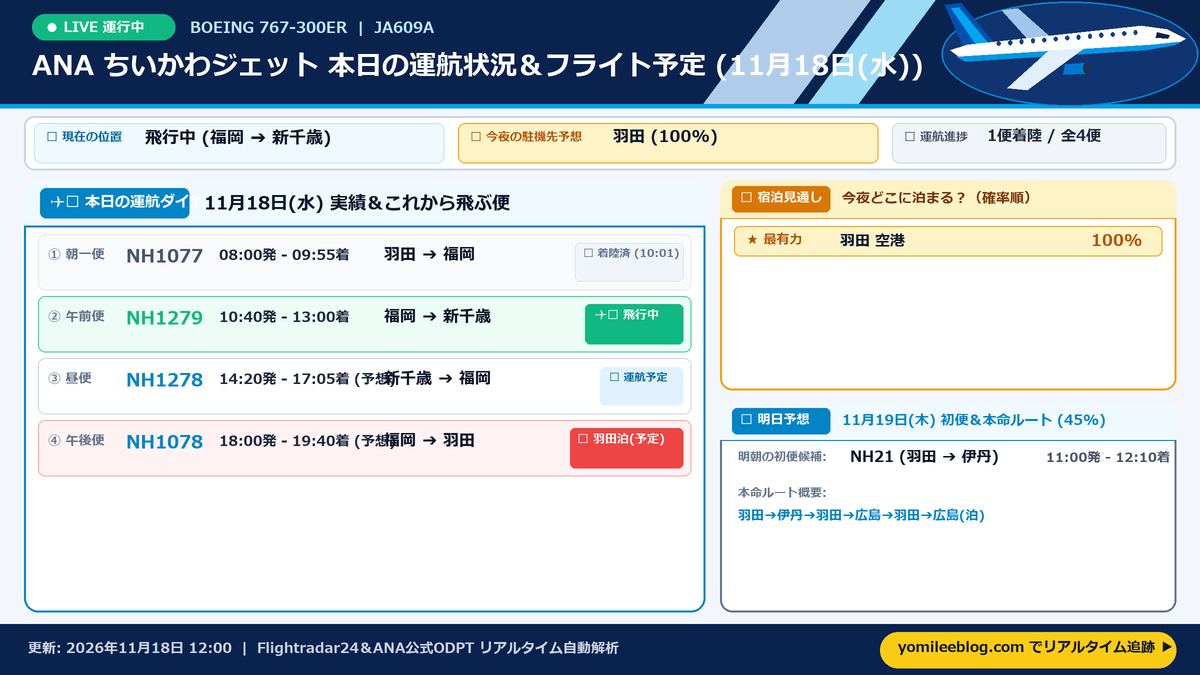 ● LIVE 運行中 BOEING 767-300ER | JA609A
ANA ちいかわジェット 本日の運航状況&フライト予定 (11月18日(水))
□ 現在の位置 飛行中 (福岡 → 新千歳)
□ 今夜の駐機先予想 羽田 (100%)
□ 運航進捗 1便着陸 / 全4便
✈□ 本日の運航ダイ 11月18日(水) 実績&これから飛ぶ便
① 朝一便 NH1077 08:00発 - 09:55着 羽田 → 福岡 □ 着陸済 (10:01)
② 午前便 NH1279 10:40発 - 13:00着 福岡 → 新千歳 ✈□ 飛行中
③ 昼便 NH1278 14:20発 - 17:05着 (予想 新千歳 → 福岡 □ 運航予定
④ 午後便 NH1078 18:00発 - 19:40着 (予想 福岡 → 羽田 □ 羽田泊(予定)
□ 宿泊見通し 今夜どこに泊まる？ (確率順)
★ 最有力 羽田 空港 100%
□ 明日予想 11月19日(木) 初便&本命ルート (45%)
明朝の初便候補: NH21 (羽田 → 伊丹) 11:00発 - 12:10着
本命ルート概要:
羽田→伊丹→羽田→広島→羽田→広島(泊)
更新: 2026年11月18日 12:00 | Flightradar24&ANA公式ODPT リアルタイム自動解析
yomileeblog.com でリアルタイム追跡 ▶